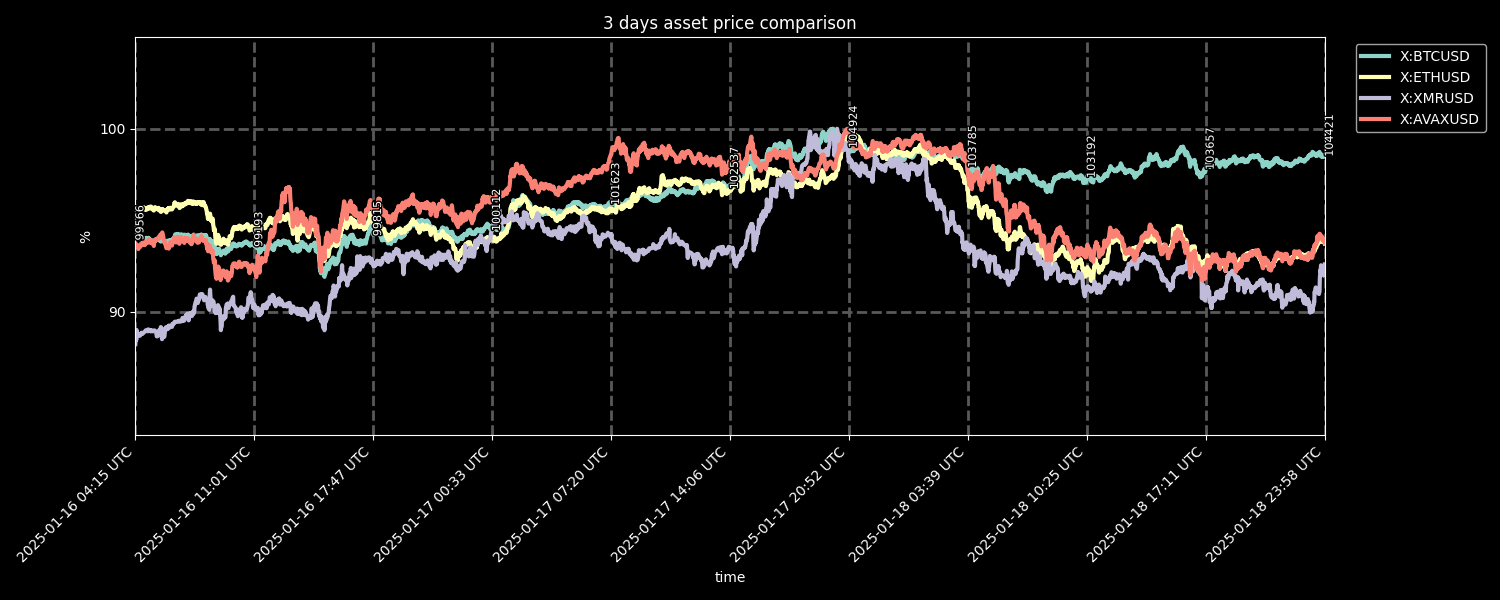 3 days asset price comparison
X:BTCUSD
X:ETHUSD
X:XMRUSD
X:AVAXUSD
100
90
%
99566
99193
99815
100112
101623
102537
104924
103785
103192
103657
104421
2025-01-16 04:15 UTC
2025-01-16 11:01 UTC
2025-01-16 17:47 UTC
2025-01-17 00:33 UTC
2025-01-17 07:20 UTC
2025-01-17 14:06 UTC
2025-01-17 20:52 UTC
2025-01-18 03:39 UTC
2025-01-18 10:25 UTC
2025-01-18 17:11 UTC
2025-01-18 23:58 UTC
time